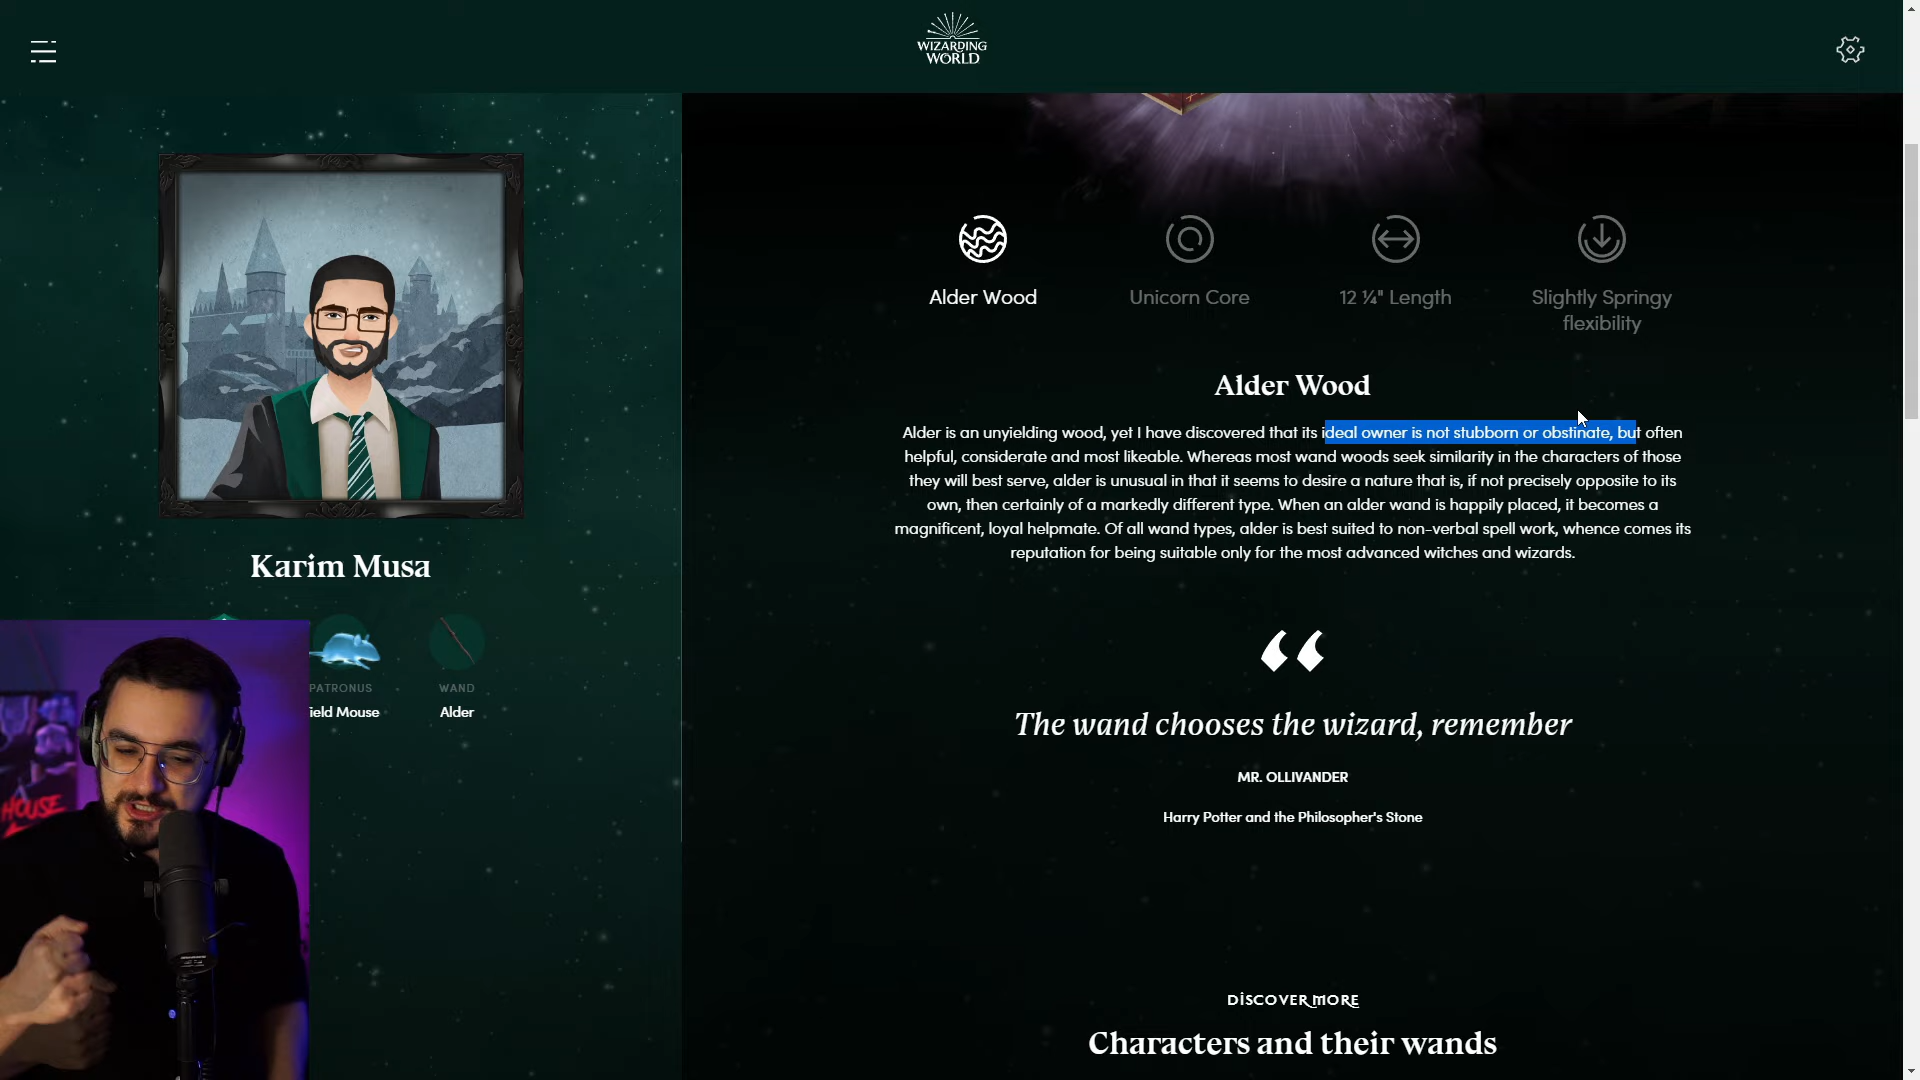 WIZARDING
WORLD
Alder Wood
Unicorn Core
12 ¼" Length
Slightly Springy
flexibility
Alder Wood
Alder is an unyielding wood, yet I have discovered that its ideal owner is not stubborn or obstinate, but often
helpful, considerate and most likeable. Whereas most wand woods seek similarity in the characters of those
they will best serve, alder is unusual in that it seems to desire a nature that is, if not precisely opposite to its
own, then certainly of a markedly different type. When an alder wand is happily placed, it becomes a
magnificent, loyal helpmate. Of all wand types, alder is best suited to non-verbal spell work, whence comes its
reputation for being suitable only for the most advanced witches and wizards.
Karim Musa
PATRONUS
ield Mouse
WAND
Alder
HOUSE
The wand chooses the wizard, remember
MR. OLLIVANDER
Harry Potter and the Philosopher's Stone
DISCOVER MORE
Characters and their wands